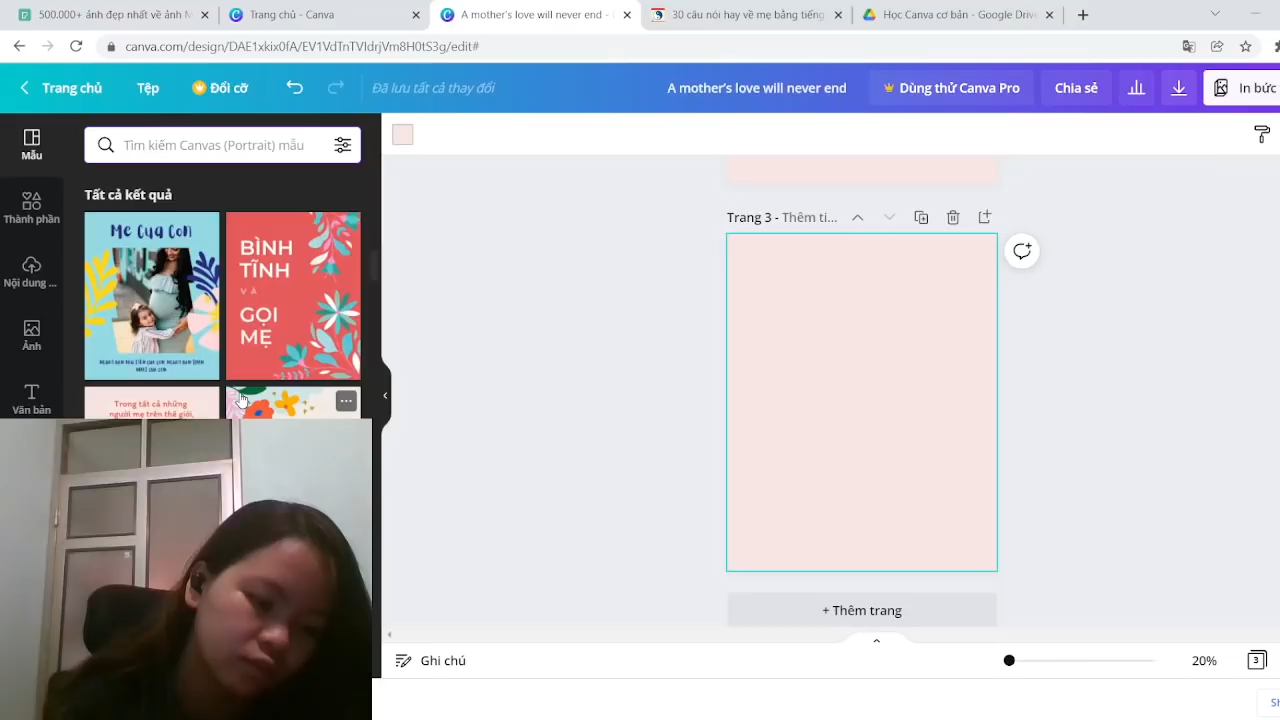 500.000+ ảnh đẹp nhất về ảnh M
Trang chủ - Canva
A mother's love will never end -
30 câu nói hay về mẹ bằng tiếng
Học Canva cơ bản - Google Driv
canva.com/design/DAE1xkix0fA/EV1VdTnTVIdrjVm8H0tS3g/edit#
Trang chủ
Tệp
Đổi cỡ
Đã lưu tất cả thay đổi
A mother's love will never end
Dùng thử Canva Pro
Chia sẻ
In bức
Mẫu
Tìm kiếm Canvas (Portrait) mẫu
Tất cả kết quả
Thành phần
Nội dung ...
Ảnh
Văn bản
Mẹ Của Con
BÌNH
TĨNH
VÀ
GỌI
MẸ
Trong tất cả những
người mẹ trên thế giới,
Trang 3 - Thêm ti...
+ Thêm trang
Ghi chú
20%
3